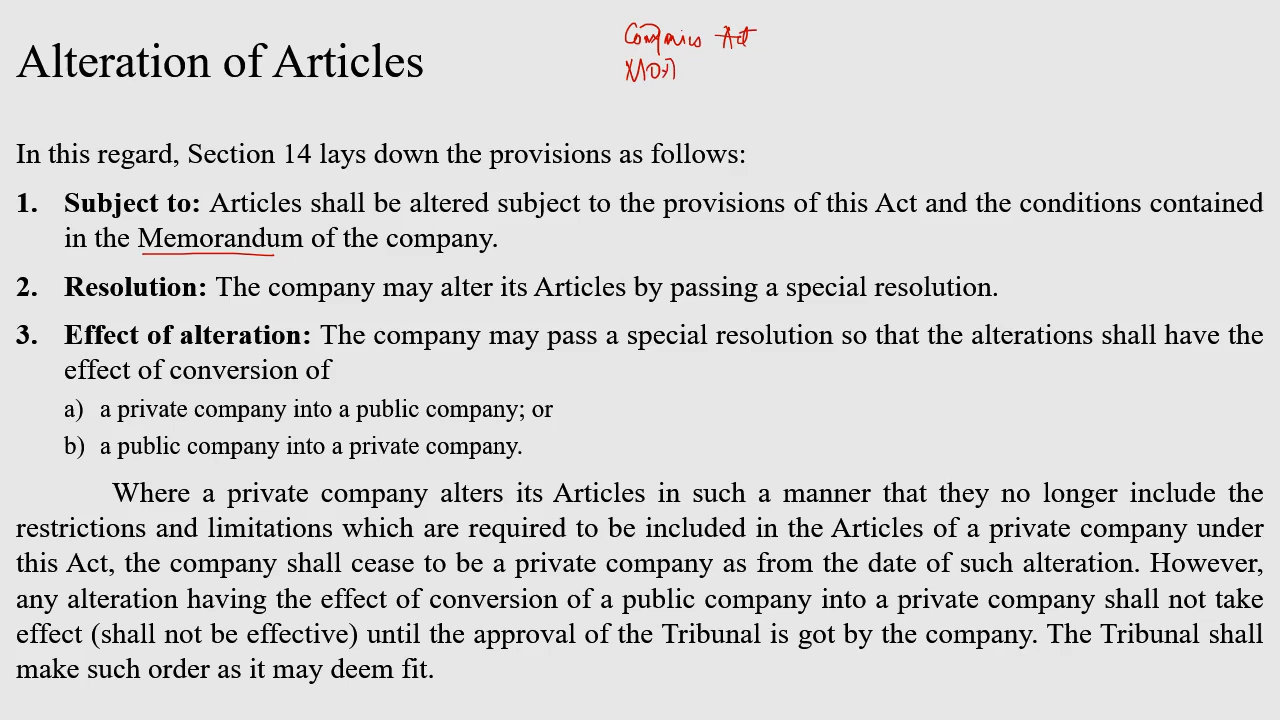 Alteration of Articles
Companies Act
MOA
In this regard, Section 14 lays down the provisions as follows:
1. Subject to: Articles shall be altered subject to the provisions of this Act and the conditions contained
in the Memorandum of the company.
2. Resolution: The company may alter its Articles by passing a special resolution.
3. Effect of alteration: The company may pass a special resolution so that the alterations shall have the
effect of conversion of
a) a private company into a public company; or
b) a public company into a private company.
Where a private company alters its Articles in such a manner that they no longer include the
restrictions and limitations which are required to be included in the Articles of a private company under
this Act, the company shall cease to be a private company as from the date of such alteration. However,
any alteration having the effect of conversion of a public company into a private company shall not take
effect (shall not be effective) until the approval of the Tribunal is got by the company. The Tribunal shall
make such order as it may deem fit.